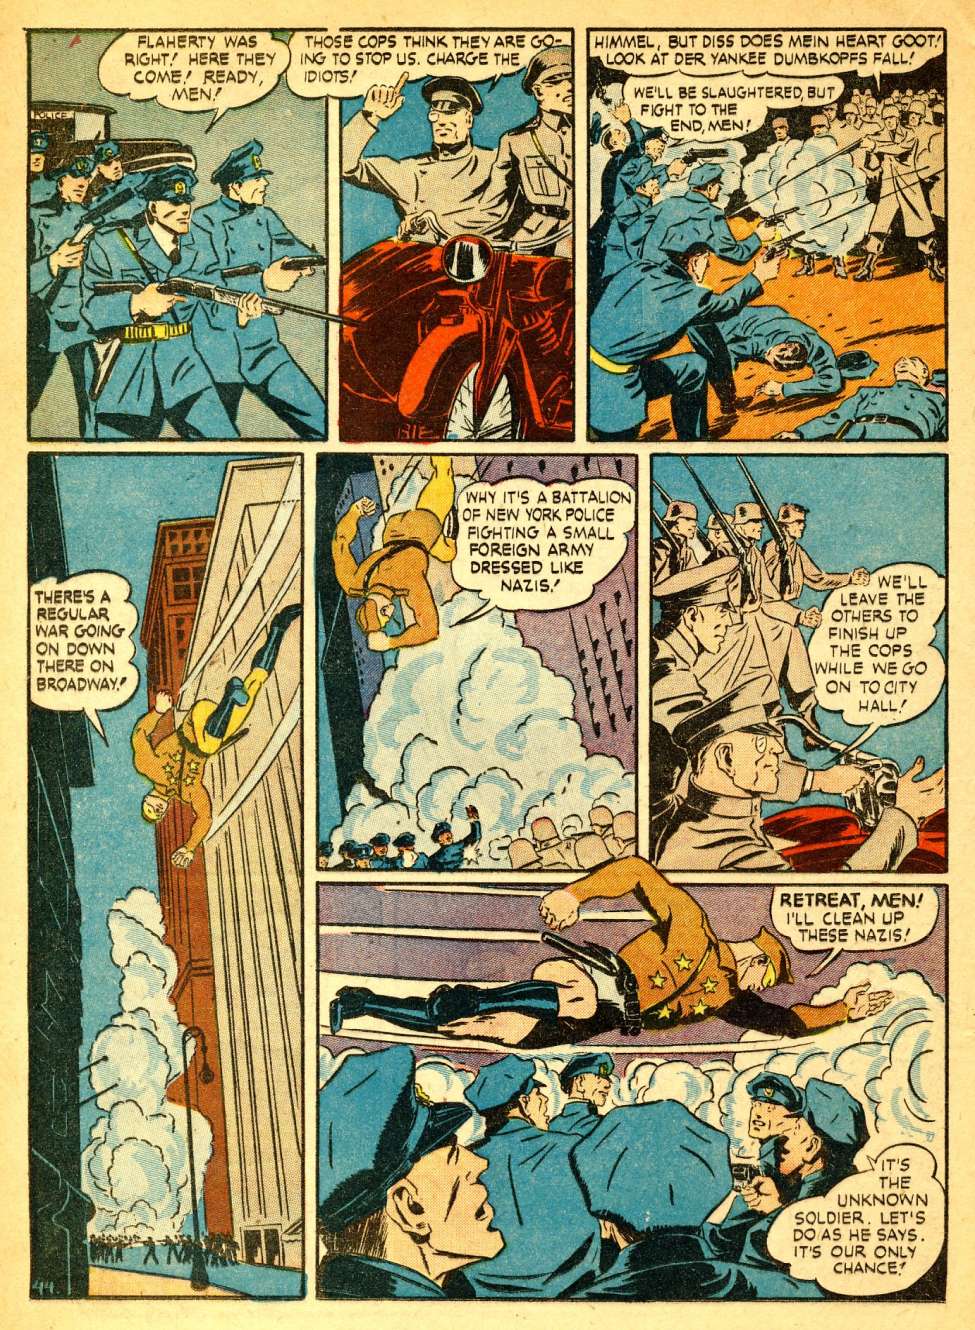 FLAHERTY WAS
RIGHT! HERE THEY
COME! READY,
MEN!
POLICE
THOSE COPS THINK THEY ARE GO-
ING TO STOP US. CHARGE THE
IDIOTS!
HIMMEL, BUT DISS DOES MEIN HEART GOOT!
LOOK AT DER YANKEE DUMBKOPFS FALL!
WE'LL BE SLAUGHTERED, BUT
FIGHT TO THE
END, MEN!
THERE'S A
REGULAR
WAR GOING
ON DOWN
THERE ON
BROADWAY!
WHY IT'S A BATTALION
OF NEW YORK POLICE
FIGHTING A SMALL
FOREIGN ARMY
DRESSED LIKE
NAZIS!
WE'LL
LEAVE THE
OTHERS TO
FINISH UP
THE COPS
WHILE WE GO
ON TO CITY
HALL!
RETREAT, MEN!
I'LL CLEAN UP
THESE NAZIS!
IT'S
THE
UNKNOWN
SOLDIER. LET'S
DO AS HE SAYS.
IT'S OUR ONLY
CHANCE!
44